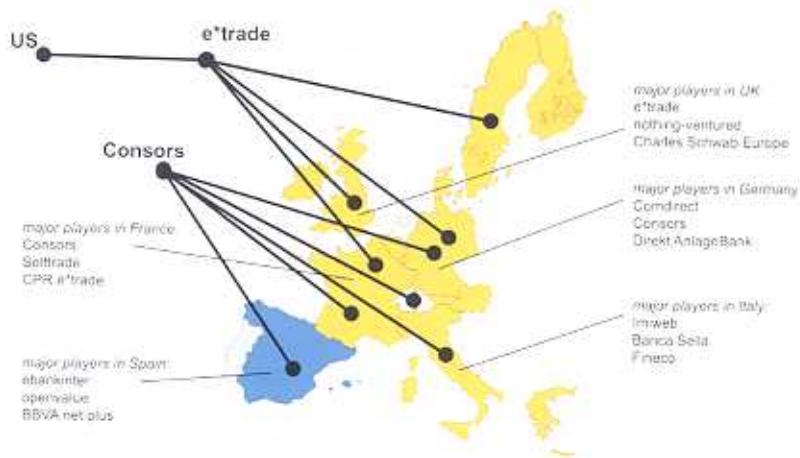 US
e*trade
Consors
major players in UK
e*trade
nothing-ventured
Charles Schwab Europe
major players in Germany
Comdirect
Consors
Direkt AnlageBank
major players in France
Consors
Selftrade
CPR e*trade
major players in Italy:
Imiweb
Banca Sella
Fineco
major players in Spain:
ebankinter
openvalue
BBVA net plus